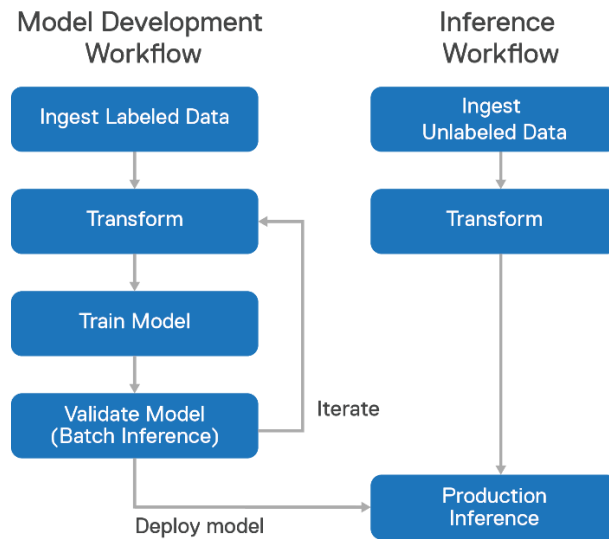 Model Development
Workflow
Ingest Labeled Data
Transform
Train Model
Validate Model
(Batch Inference)
Iterate
Deploy model
Inference
Workflow
Ingest
Unlabeled Data
Transform
Production
Inference